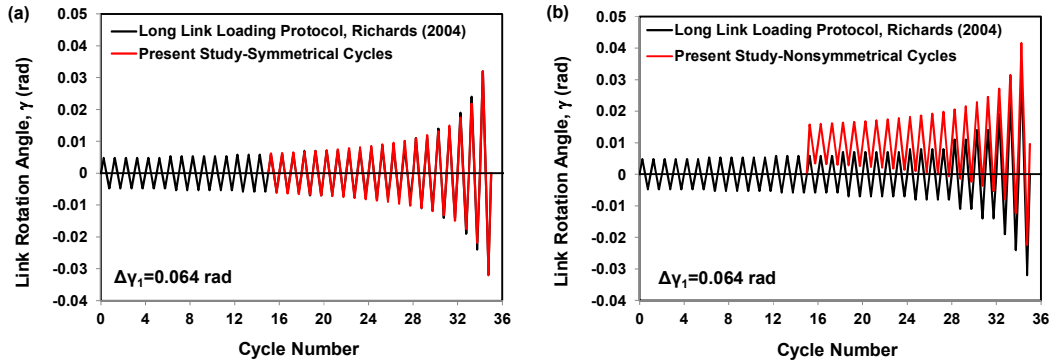 (a)
Long Link Loading Protocol, Richards (2004)
Present Study-Symmetrical Cycles
Link Rotation Angle, γ (rad)
0.05
0.04
0.03
0.02
0.01
0
-0.01
-0.02
-0.03
-0.04
Δγ1=0.064 rad
0 4 8 12 16 20 24 28 32 36
Cycle Number
(b)
Long Link Loading Protocol, Richards (2004)
Present Study-Nonsymmetrical Cycles
Link Rotation Angle, γ (rad)
0.05
0.04
0.03
0.02
0.01
0
-0.01
-0.02
-0.03
-0.04
Δγ1=0.064 rad
0 4 8 12 16 20 24 28 32 36
Cycle Number